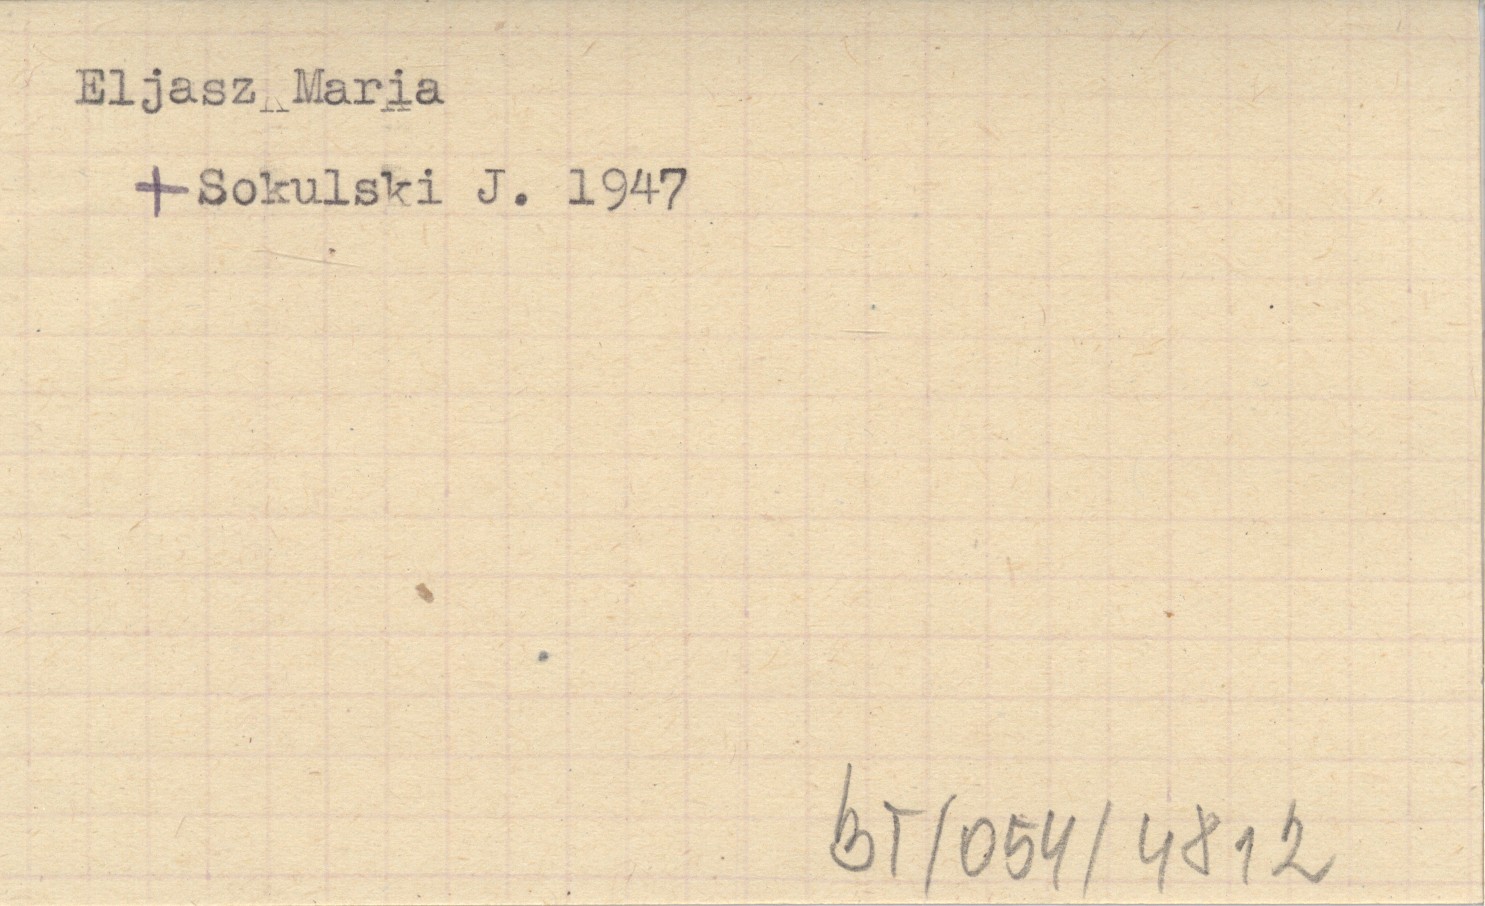 Eljasz Maria
+ Sokulski J. 1947
BT/054/4812